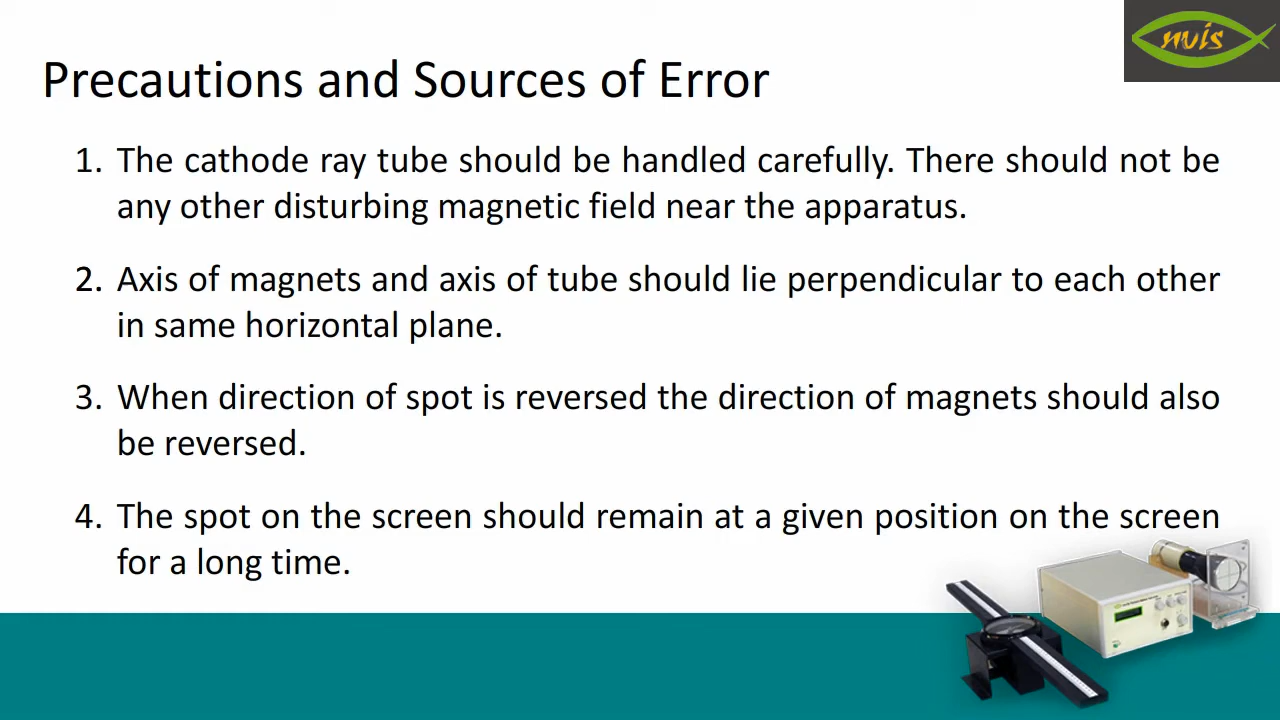 nvis
Precautions and Sources of Error
1. The cathode ray tube should be handled carefully. There should not be
any other disturbing magnetic field near the apparatus.
2. Axis of magnets and axis of tube should lie perpendicular to each other
in same horizontal plane.
3. When direction of spot is reversed the direction of magnets should also
be reversed.
4. The spot on the screen should remain at a given position on the screen
for a long time.